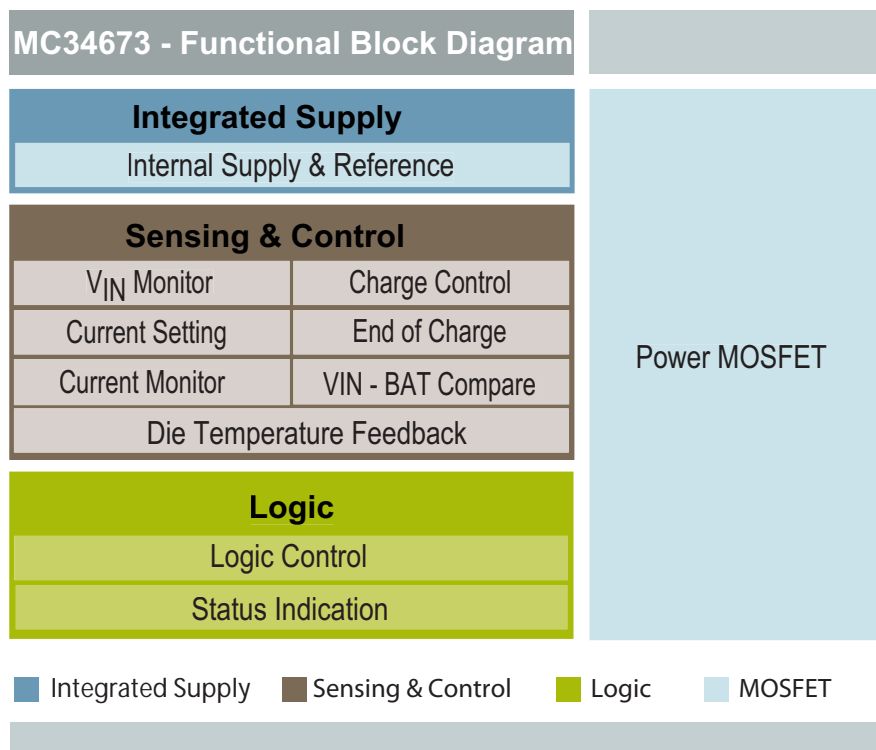 MC34673 - Functional Block Diagram
Integrated Supply
Internal Supply & Reference
Sensing & Control
VIN Monitor
Charge Control
Current Setting
End of Charge
Current Monitor
VIN - BAT Compare
Die Temperature Feedback
Logic
Logic Control
Status Indication
Power MOSFET
Integrated Supply
Sensing & Control
Logic
MOSFET